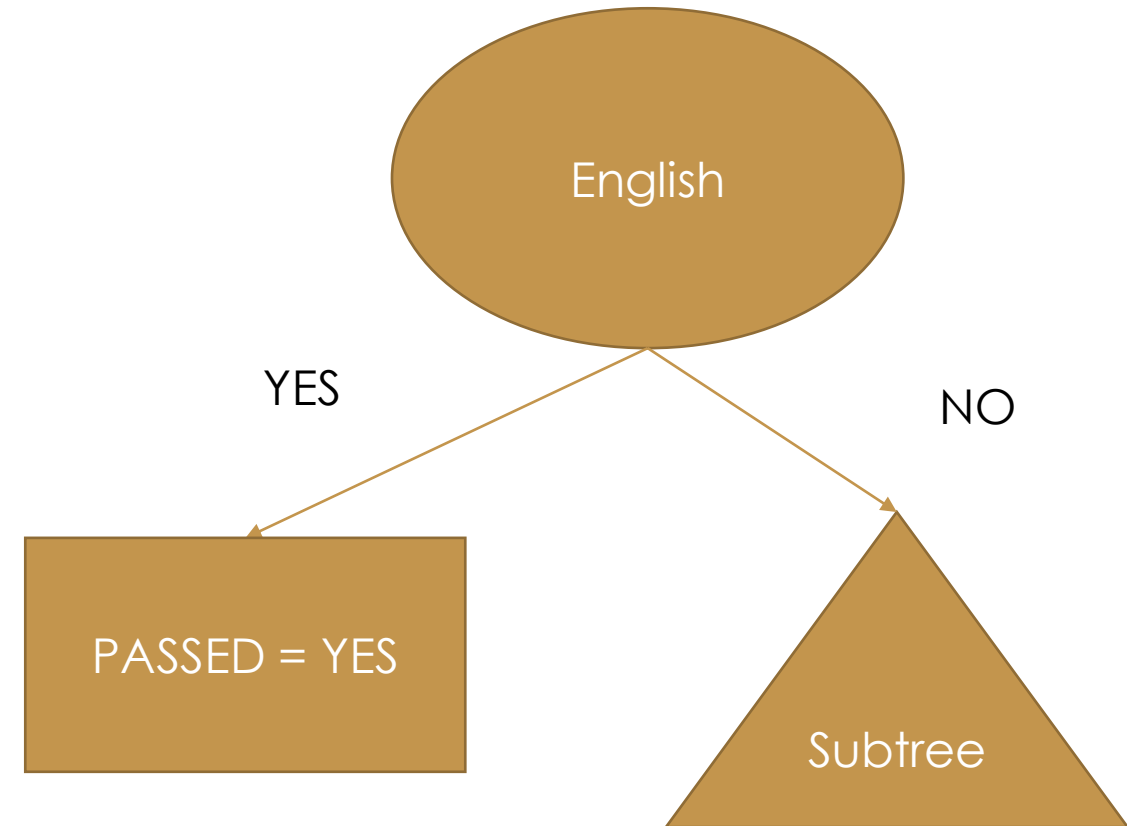 English
YES
NO
PASSED = YES
Subtree